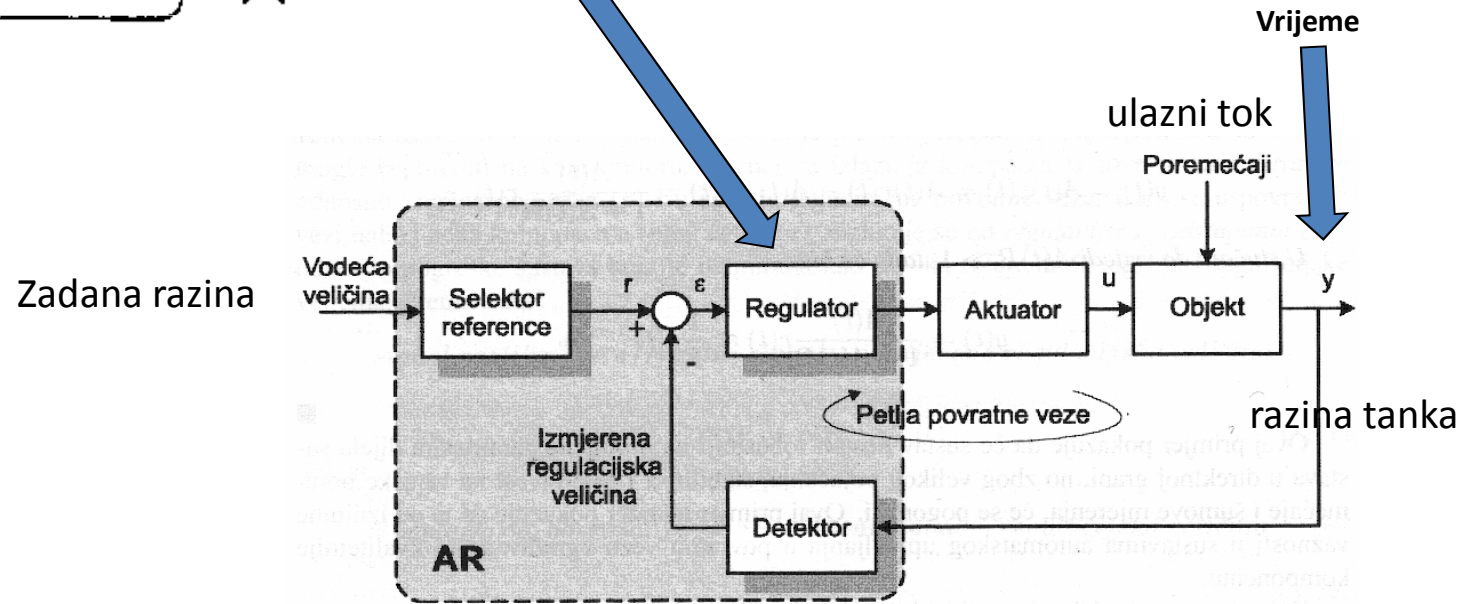 Vrijeme
ulazni tok
Poremećaji
Zadana razina
Vodeća
veličina
Selektor
reference
r
+
-
ε
Regulator
Aktuator
u
Objekt
y
Petlja povratne veze
razina tanka
Izmjerena
regulacijska
veličina
Detektor
AR